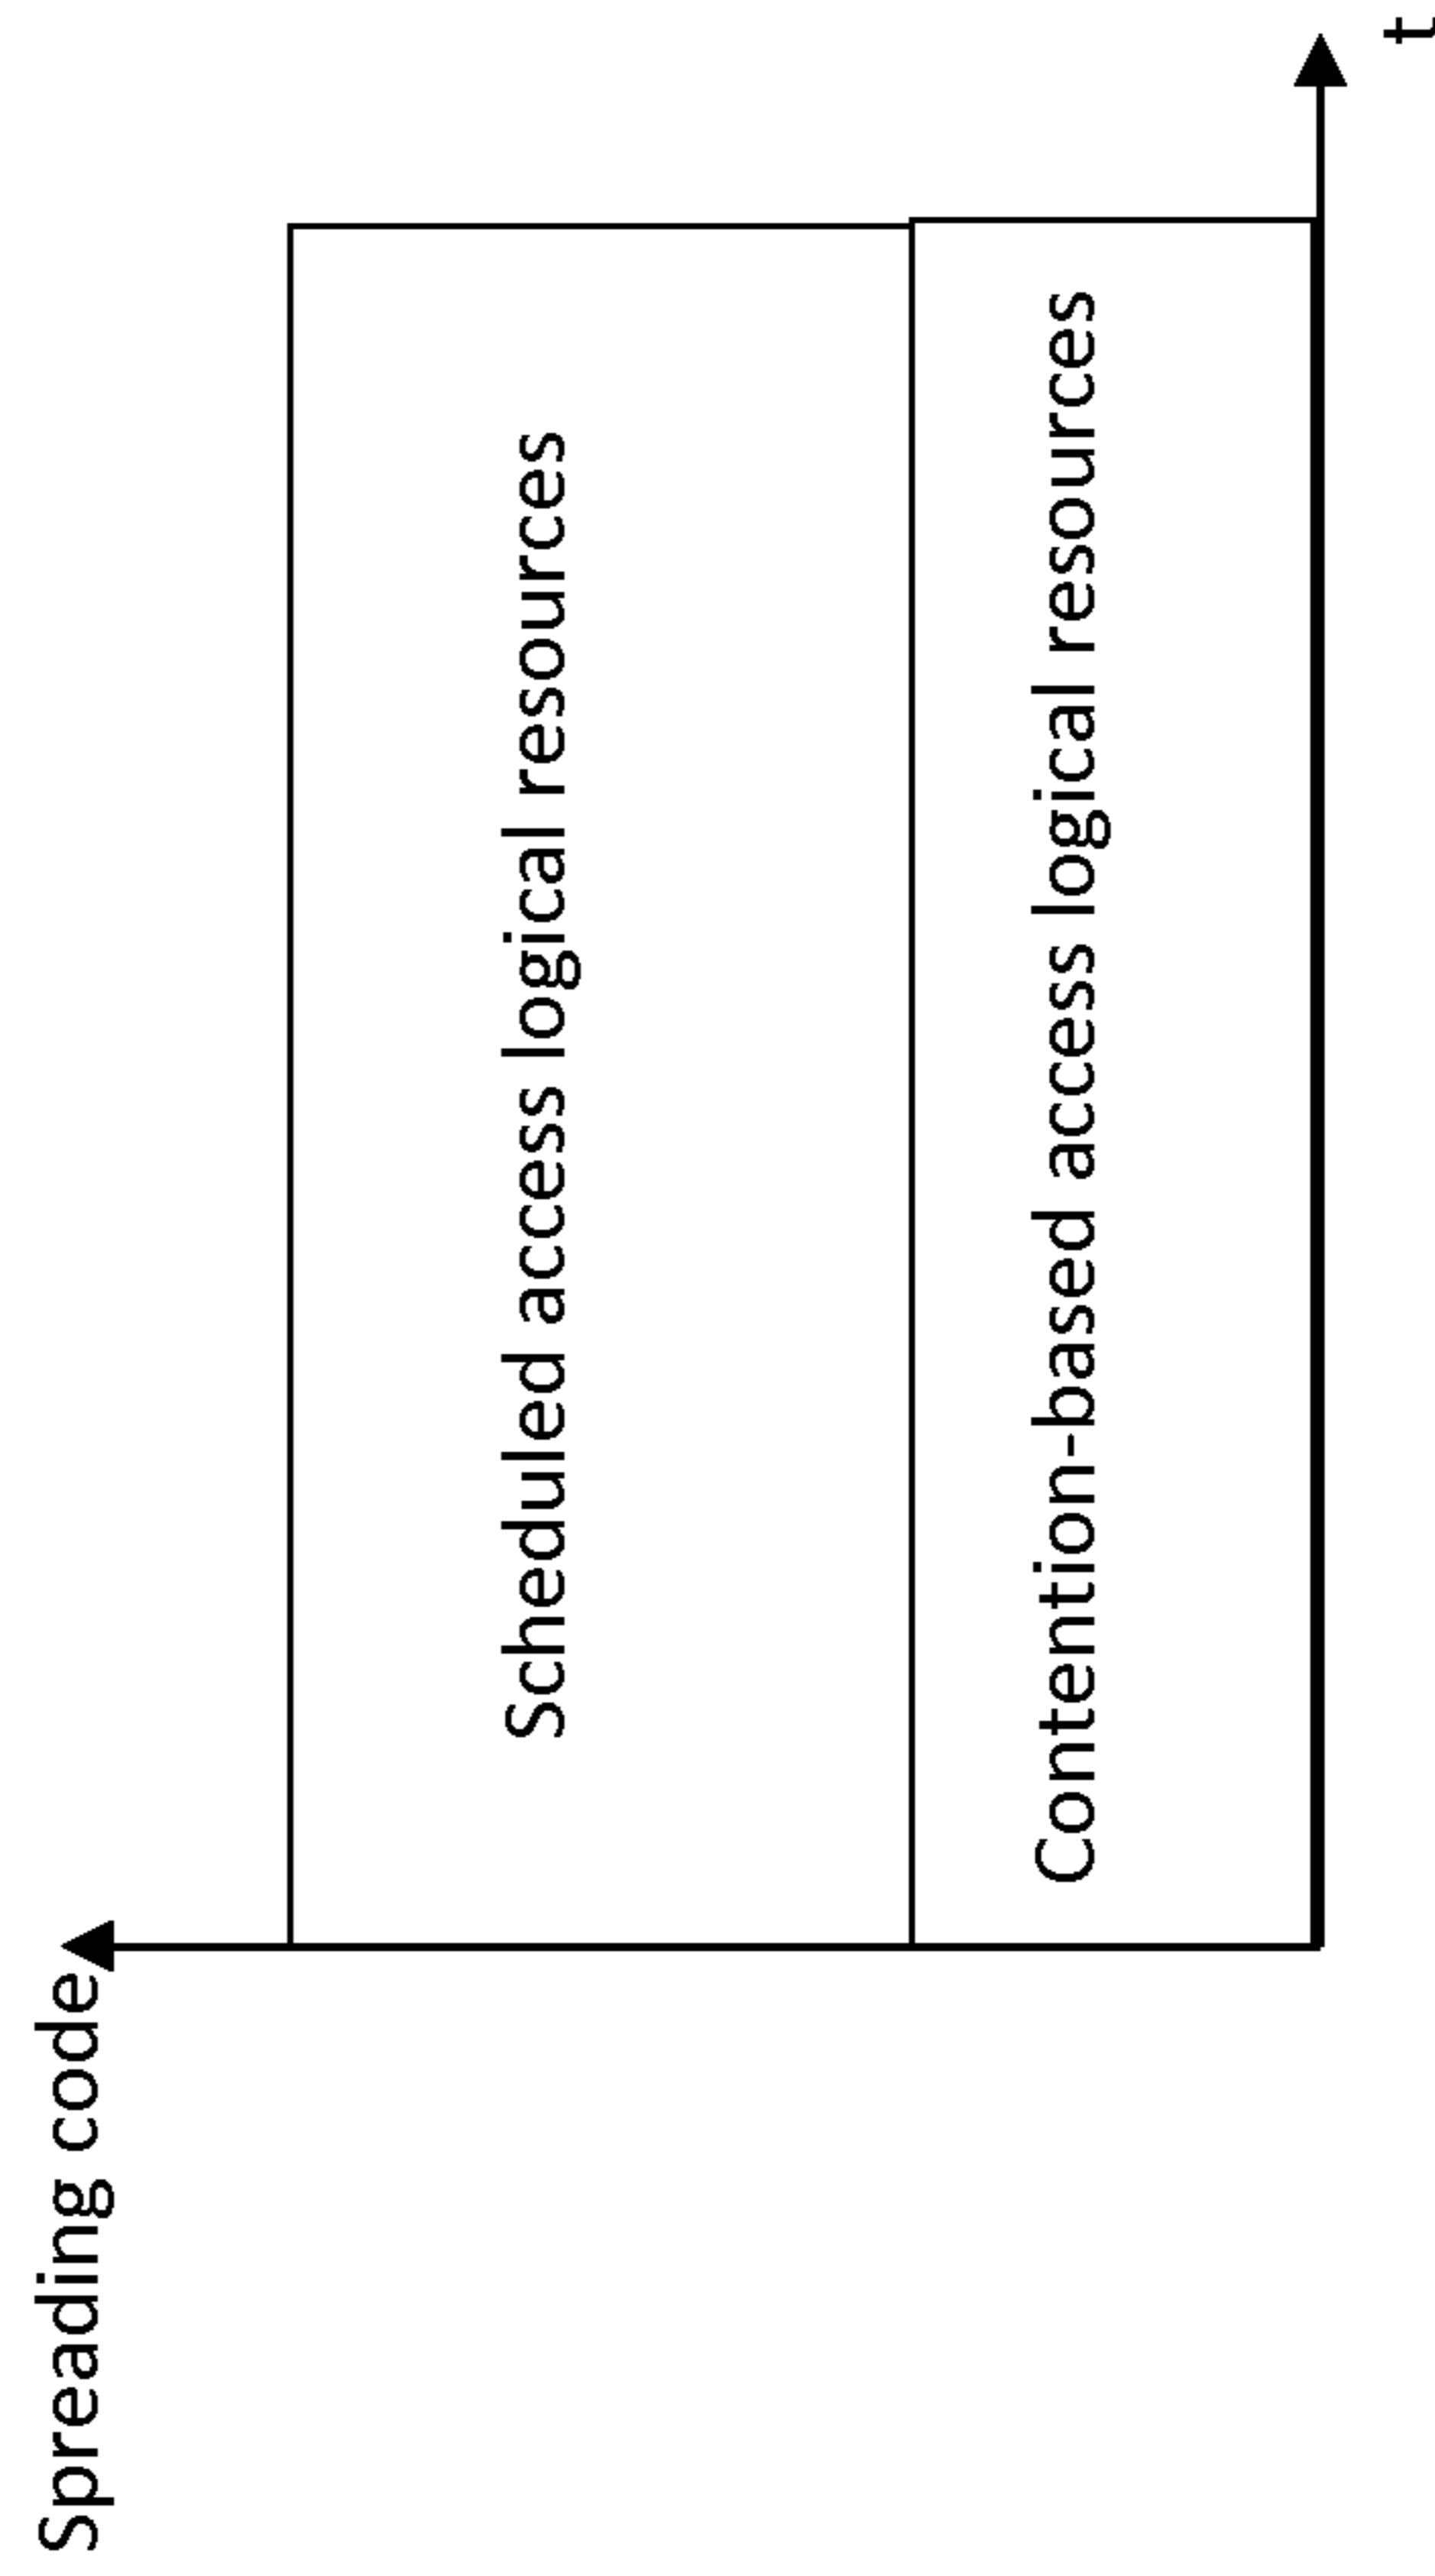 Spreading code
Scheduled access logical resources
Contention-based access logical resources
t